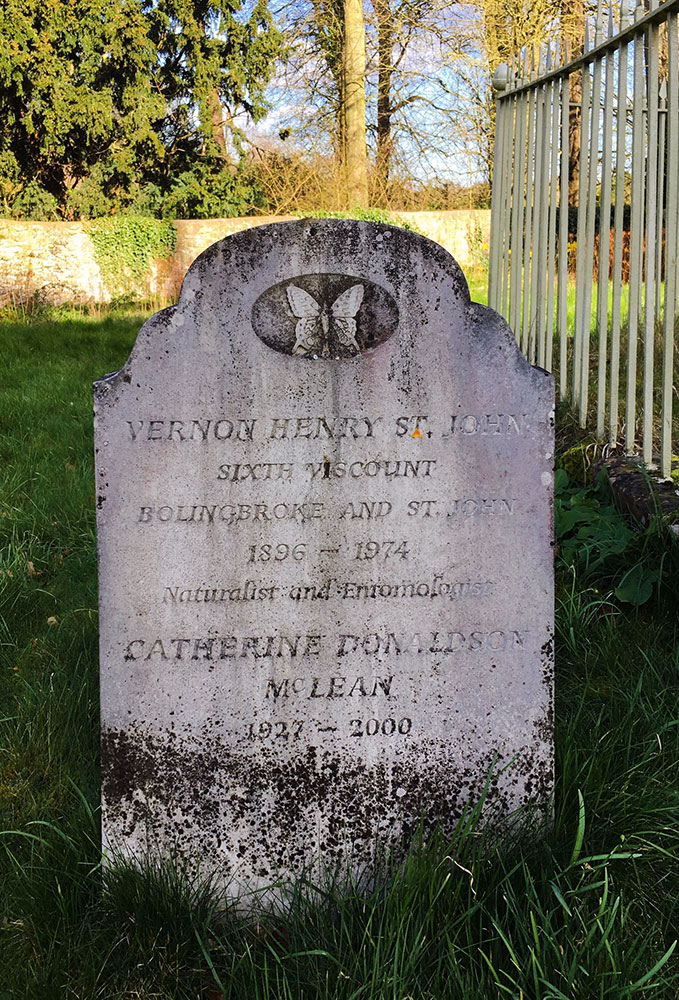 VERNON HENRY ST. JOHN
SIXTH VISCOUNT
BOLINGBROKE AND ST. JOHN
1896 – 1974
Naturalist and Entomologist
CATHERINE DONALDSON
McLEAN
1927 – 2000